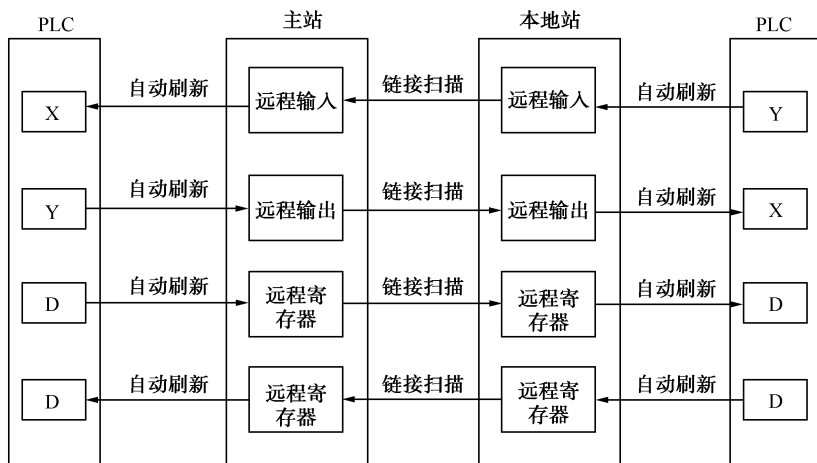 PLC 主站 本地站 PLC
自动刷新 链接扫描 自动刷新
X 远程输入 远程输入 Y
自动刷新 链接扫描 自动刷新
Y 远程输出 远程输出 X
自动刷新 链接扫描 自动刷新
D 远程寄 远程寄 D
存器 存器
自动刷新 链接扫描 自动刷新
D 远程寄 远程寄 D
存器 存器